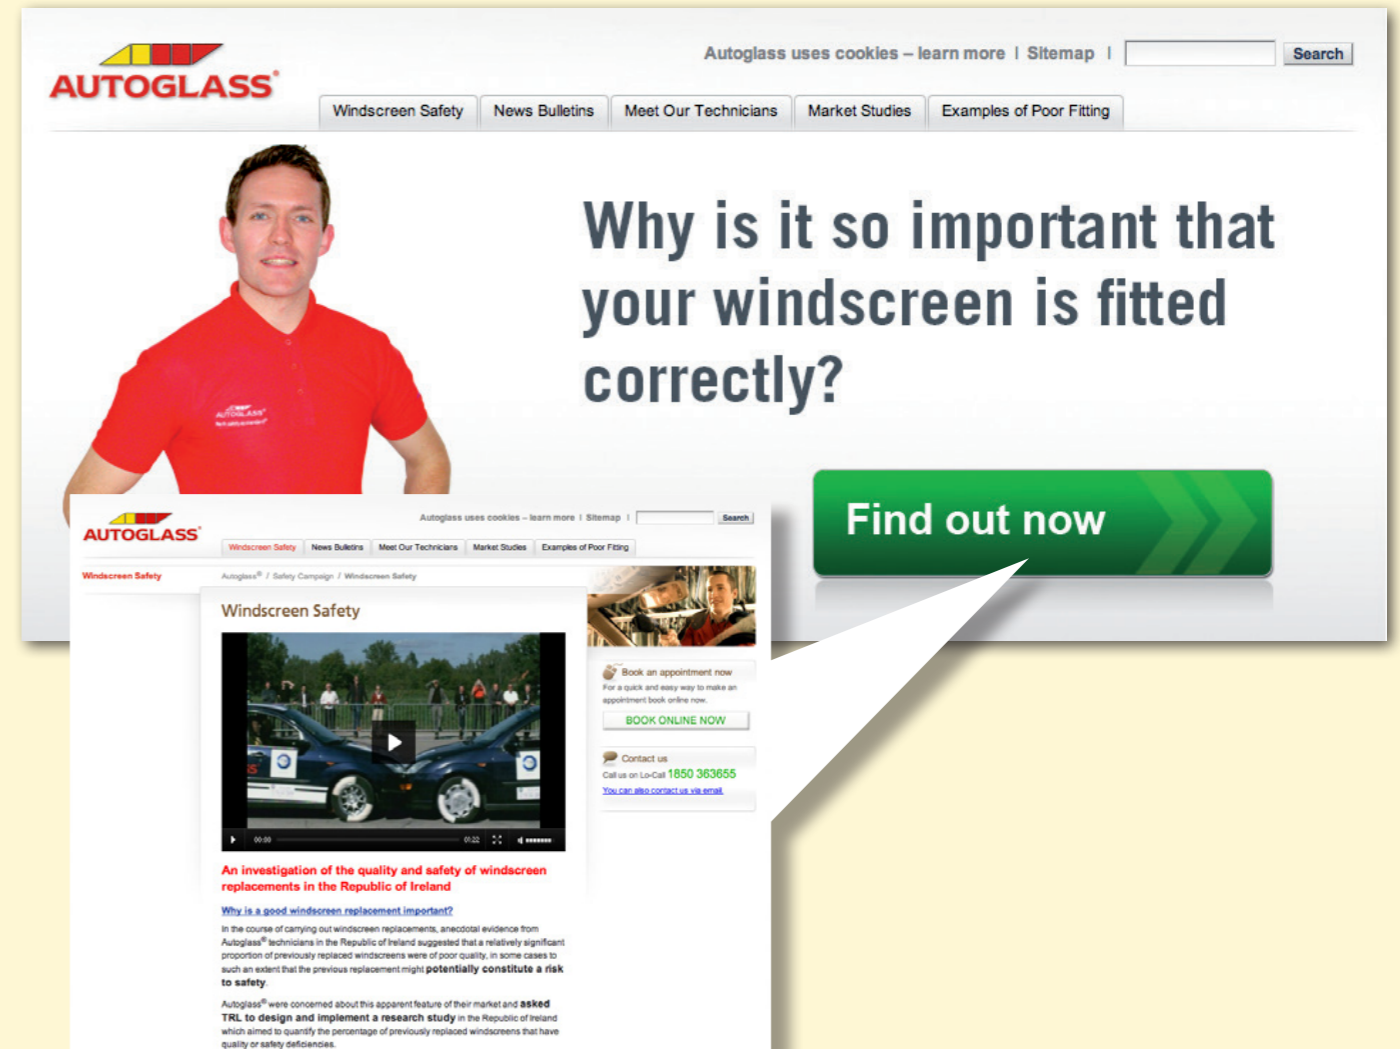 AUTOGLASS®
Autoglass uses cookies – learn more | Sitemap |
Search
Windscreen Safety
News Bulletins
Meet Our Technicians
Market Studies
Examples of Poor Fitting
Why is it so important that
your windscreen is fitted
correctly?
AUTOGLASS®
Find out now
AUTOGLASS®
Autoglass uses cookies – learn more | Sitemap |
Search
Windscreen Safety
News Bulletins
Meet Our Technicians
Market Studies
Examples of Poor Fitting
Windscreen Safety
Autoglass® / Safety Campaign / Windscreen Safety
Windscreen Safety
00:00
01:22
Book an appointment now
For a quick and easy way to make an
appointment book online now.
BOOK ONLINE NOW
Contact us
Call us on Lo-Call 1850 363655
You can also contact us via email.
An investigation of the quality and safety of windscreen
replacements in the Republic of Ireland
Why is a good windscreen replacement important?
In the course of carrying out windscreen replacements, anecdotal evidence from
Autoglass® technicians in the Republic of Ireland suggested that a relatively significant
proportion of previously replaced windscreens were of poor quality, in some cases to
such an extent that the previous replacement might potentially constitute a risk
to safety.
Autoglass® were concerned about this apparent feature of their market and asked
TRL to design and implement a research study in the Republic of Ireland
which aimed to quantify the percentage of previously replaced windscreens that have
quality or safety deficiencies.